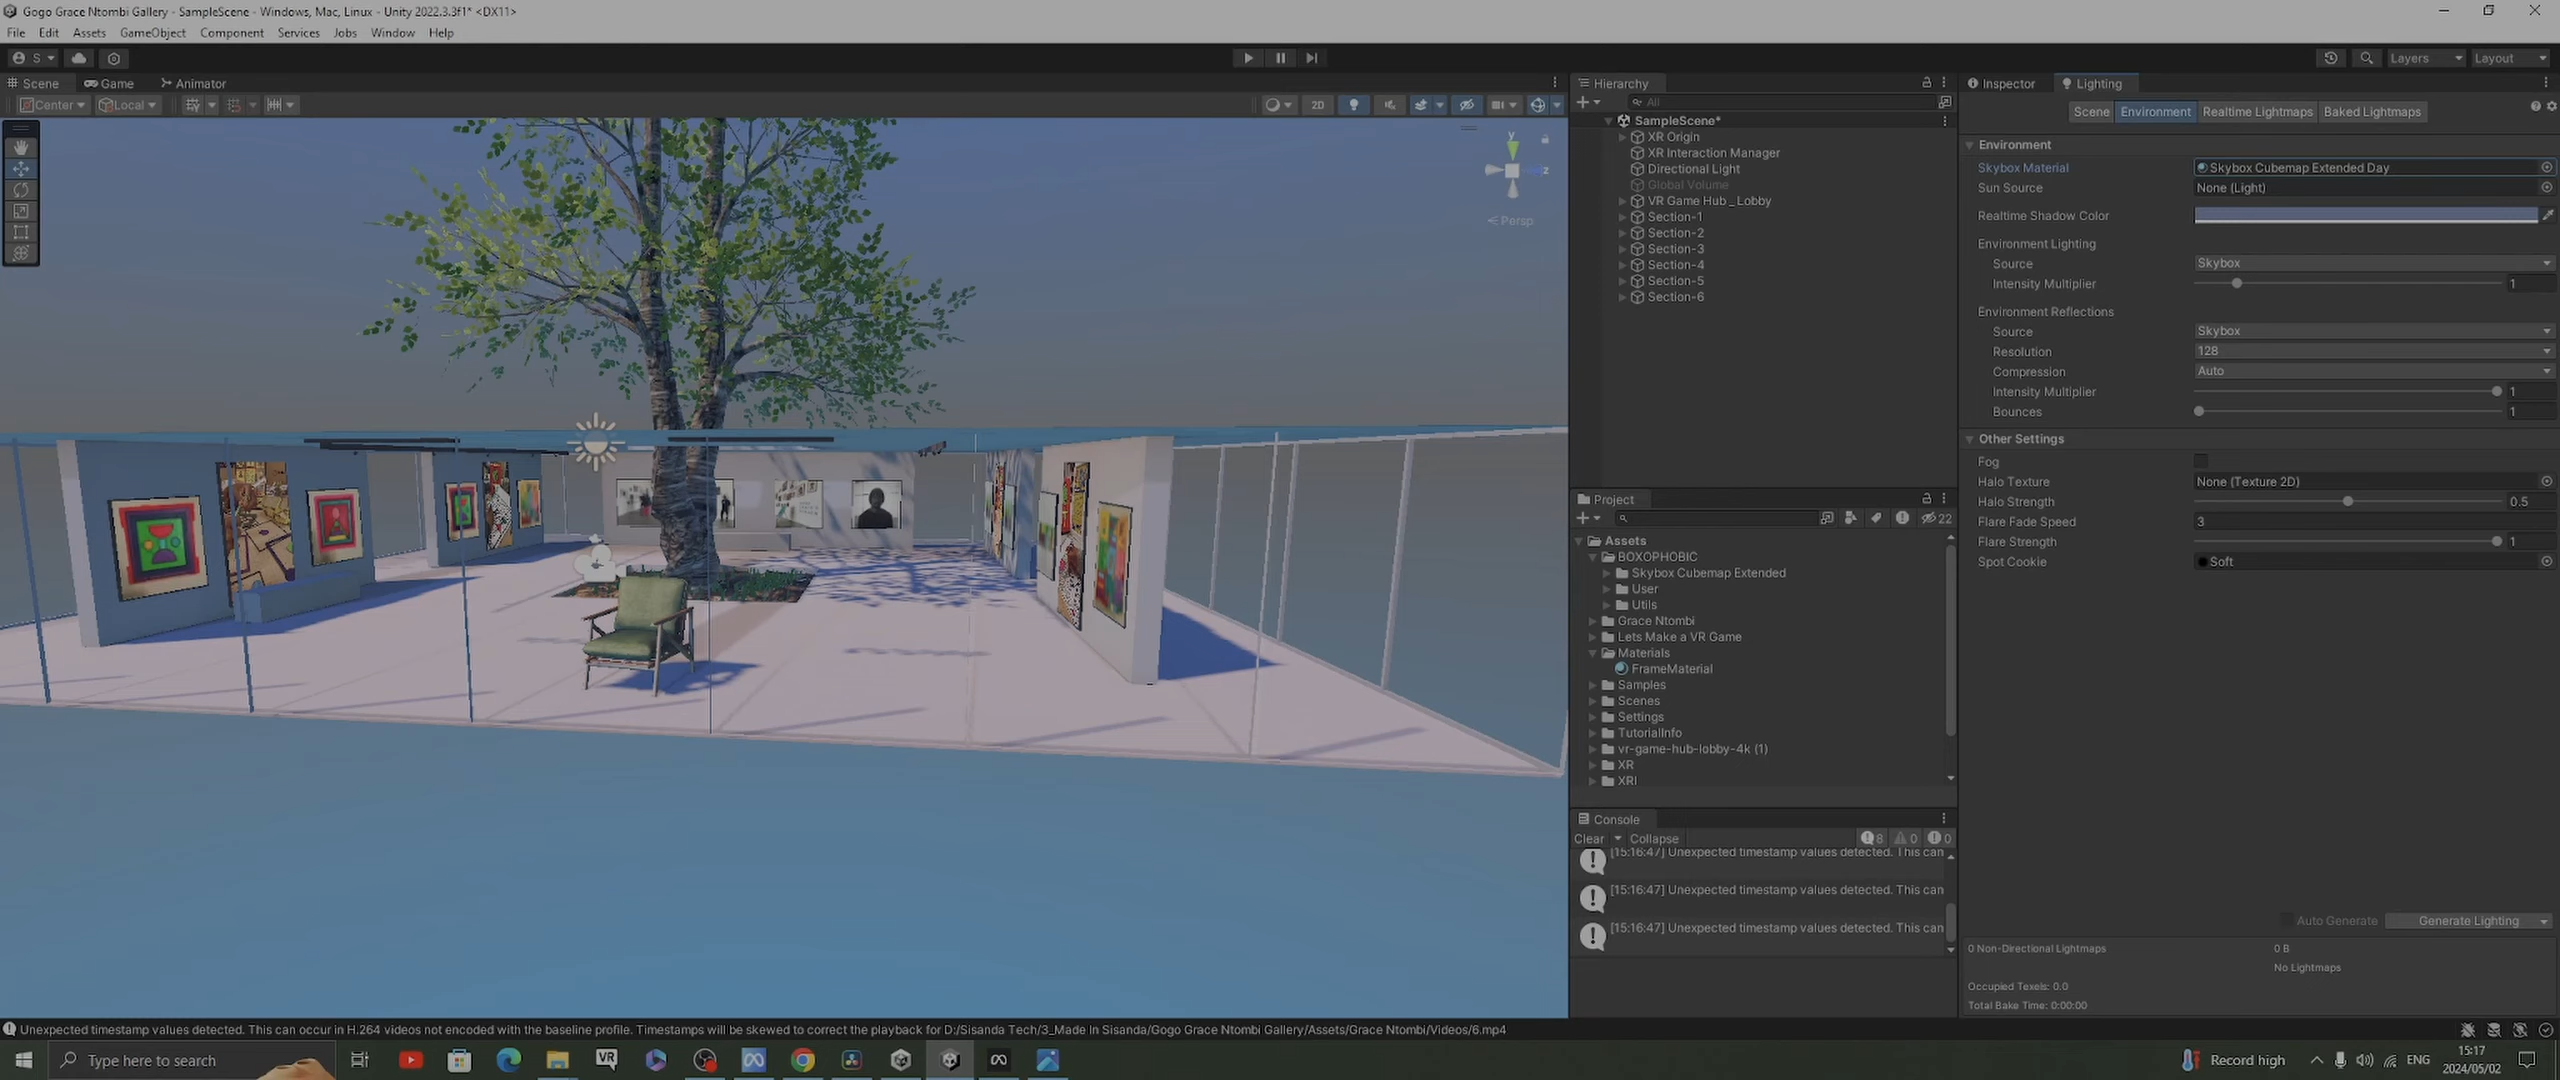 Gogo Grace Ntombi Gallery - SampleScene - Windows, Mac, Linux - Unity 2022.3.3f1* <DX11>
File Edit Assets GameObject Component Services Jobs Window Help
S
Layers Layout
Scene Game Animator
Center Local
2D
y
z
Persp
Hierarchy
All
SampleScene*
XR Origin
XR Interaction Manager
Directional Light
Global Volume
VR Game Hub _ Lobby
Section-1
Section-2
Section-3
Section-4
Section-5
Section-6
Project
22
Assets
BOXOPHOBIC
Skybox Cubemap Extended
User
Utils
Grace Ntombi
Lets Make a VR Game
Materials
FrameMaterial
Samples
Scenes
Settings
TutorialInfo
vr-game-hub-lobby-4k (1)
XR
XRI
Console
Clear Collapse 8 0 0
[15:16:47] Unexpected timestamp values detected. This can
[15:16:47] Unexpected timestamp values detected. This can
[15:16:47] Unexpected timestamp values detected. This can
Inspector Lighting
Scene Environment Realtime Lightmaps Baked Lightmaps
Environment
Skybox Material Skybox Cubemap Extended Day
Sun Source None (Light)
Realtime Shadow Color
Environment Lighting
Source Skybox
Intensity Multiplier 1
Environment Reflections
Source Skybox
Resolution 128
Compression Auto
Intensity Multiplier 1
Bounces 1
Other Settings
Fog
Halo Texture None (Texture 2D)
Halo Strength 0.5
Flare Fade Speed 3
Flare Strength 1
Spot Cookie Soft
Auto Generate Generate Lighting
0 Non-Directional Lightmaps 0 B
No Lightmaps
Occupied Texels: 0.0
Total Bake Time: 0:00:00
Unexpected timestamp values detected. This can occur in H.264 videos not encoded with the baseline profile. Timestamps will be skewed to correct the playback for D:/Sisanda Tech/3_Made In Sisanda/Gogo Grace Ntombi Gallery/Assets/Grace Ntombi/Videos/6.mp4
Type here to search
VR
Record high
ENG
15:17
2024/05/02